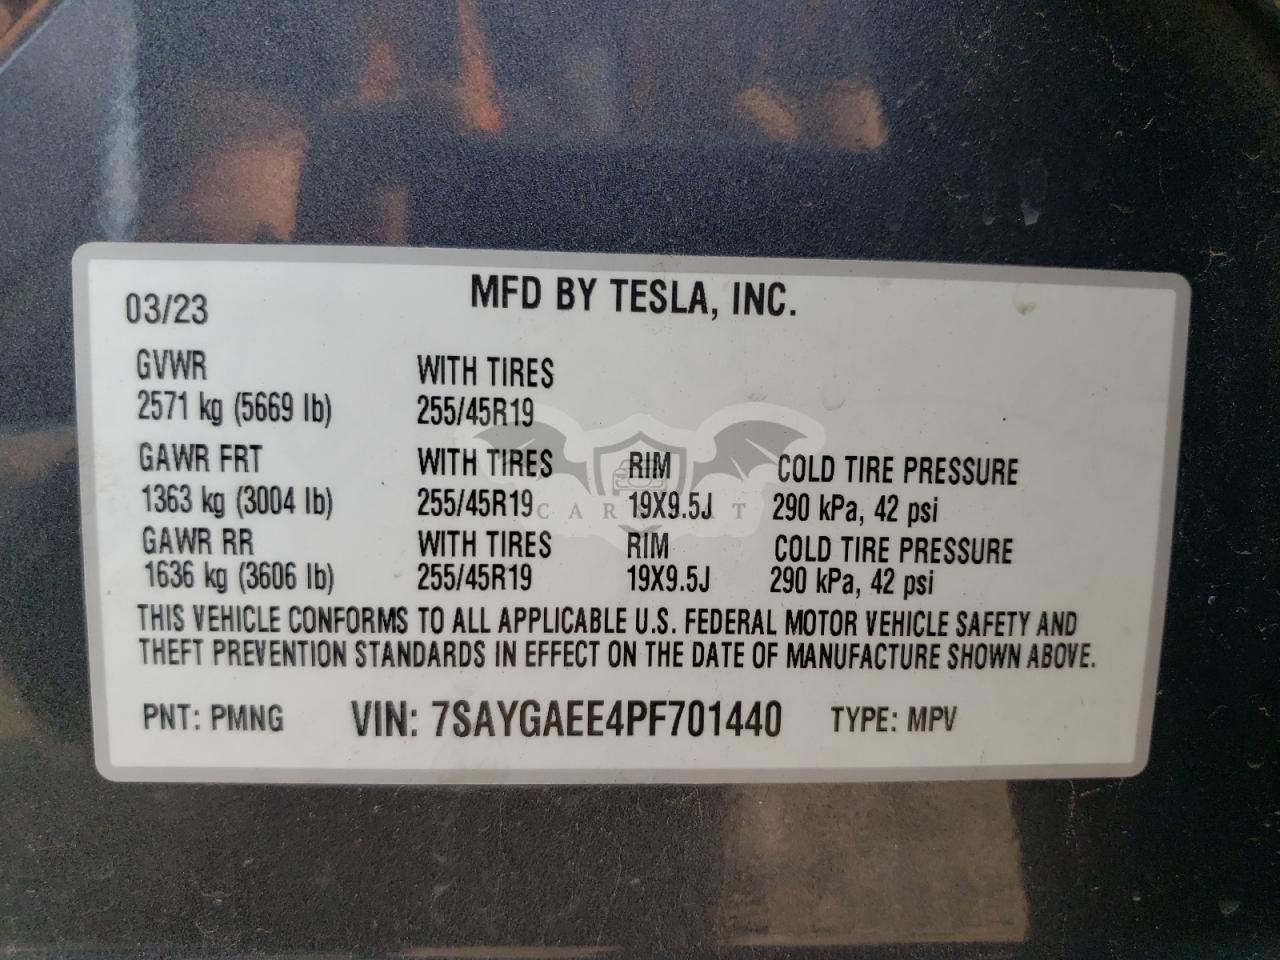 MFD BY TESLA, INC.
03/23
GVWR WITH TIRES
2571 kg (5669 lb) 255/45R19
GAWR FRT WITH TIRES RIM COLD TIRE PRESSURE
1363 kg (3004 lb) 255/45R19 19X9.5J 290 kPa, 42 psi
GAWR RR WITH TIRES RIM COLD TIRE PRESSURE
1636 kg (3606 lb) 255/45R19 19X9.5J 290 kPa, 42 psi
THIS VEHICLE CONFORMS TO ALL APPLICABLE U.S. FEDERAL MOTOR VEHICLE SAFETY AND
THEFT PREVENTION STANDARDS IN EFFECT ON THE DATE OF MANUFACTURE SHOWN ABOVE.
PNT: PMNG VIN: 7SAYGAEE4PF701440 TYPE: MPV